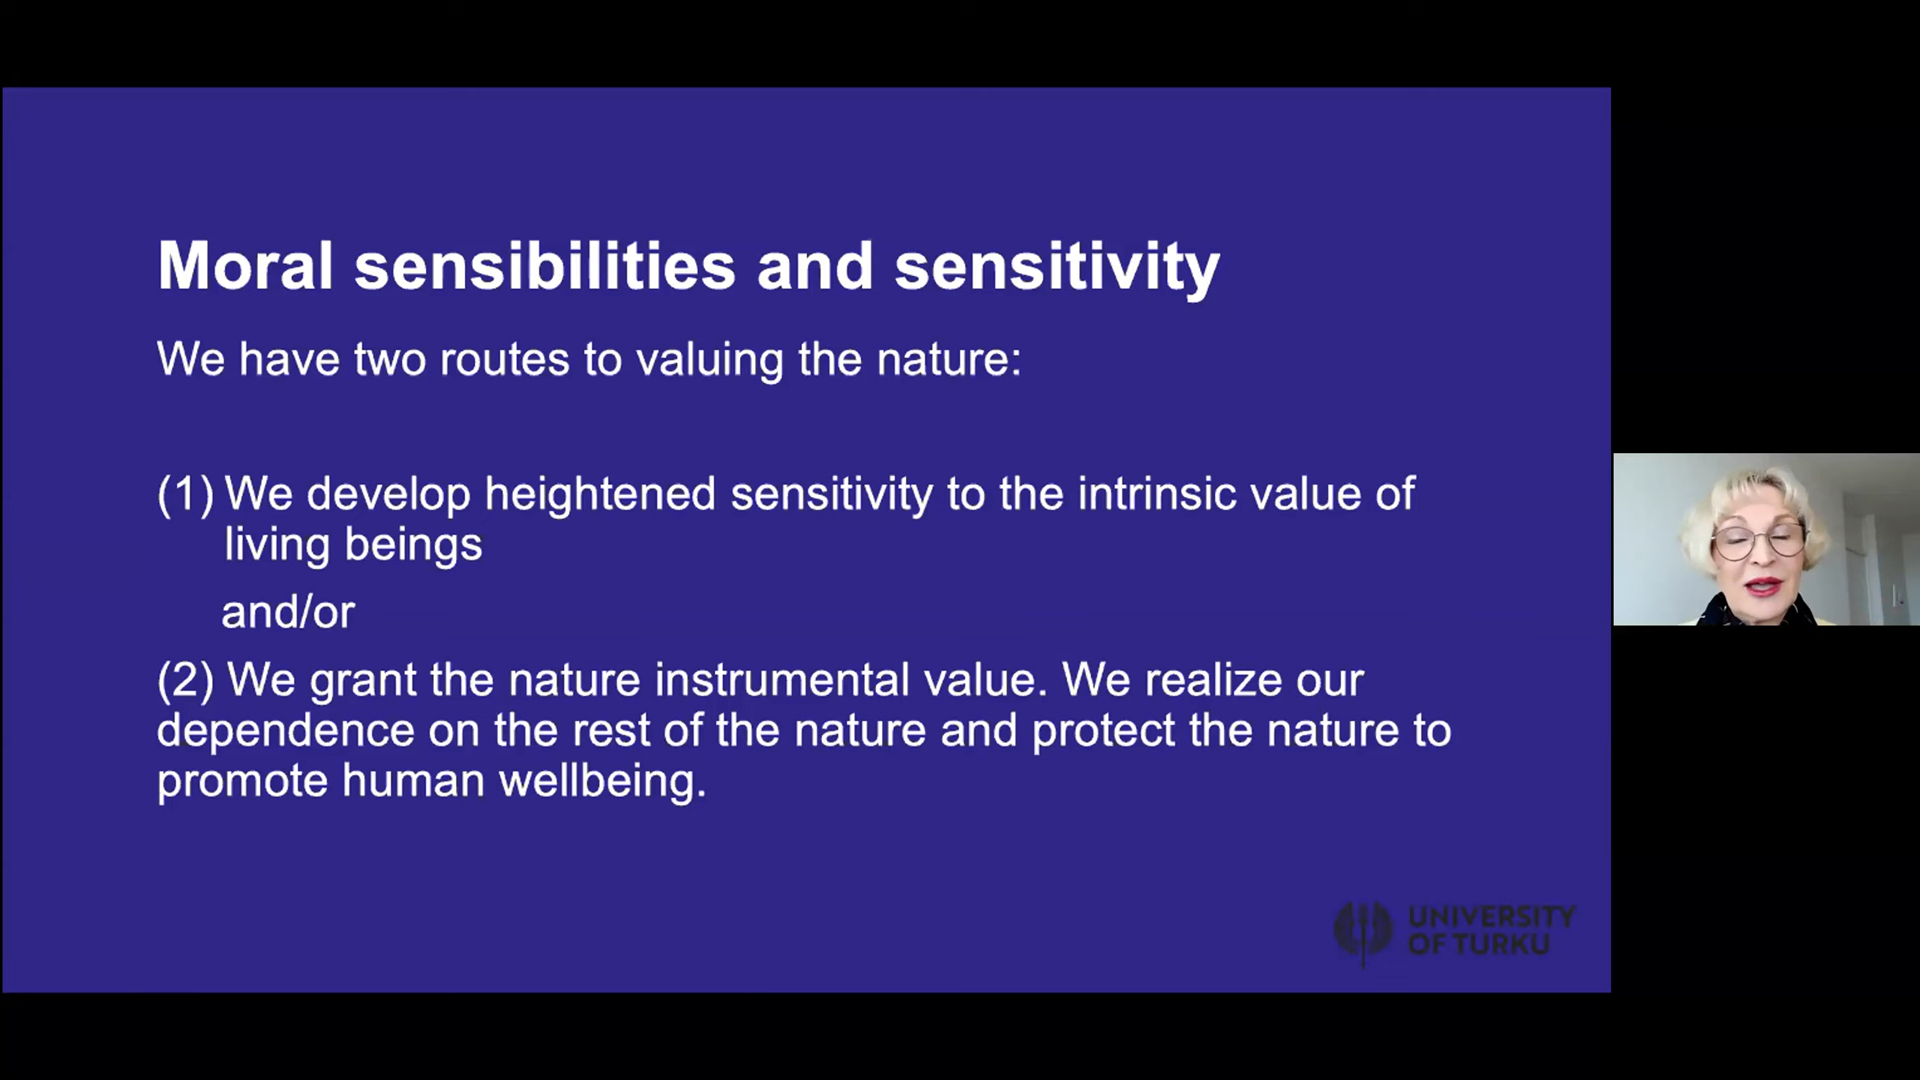 Moral sensibilities and sensitivity
We have two routes to valuing the nature:
(1) We develop heightened sensitivity to the intrinsic value of
living beings
and/or
(2) We grant the nature instrumental value. We realize our
dependence on the rest of the nature and protect the nature to
promote human wellbeing.
UNIVERSITY
OF TURKU